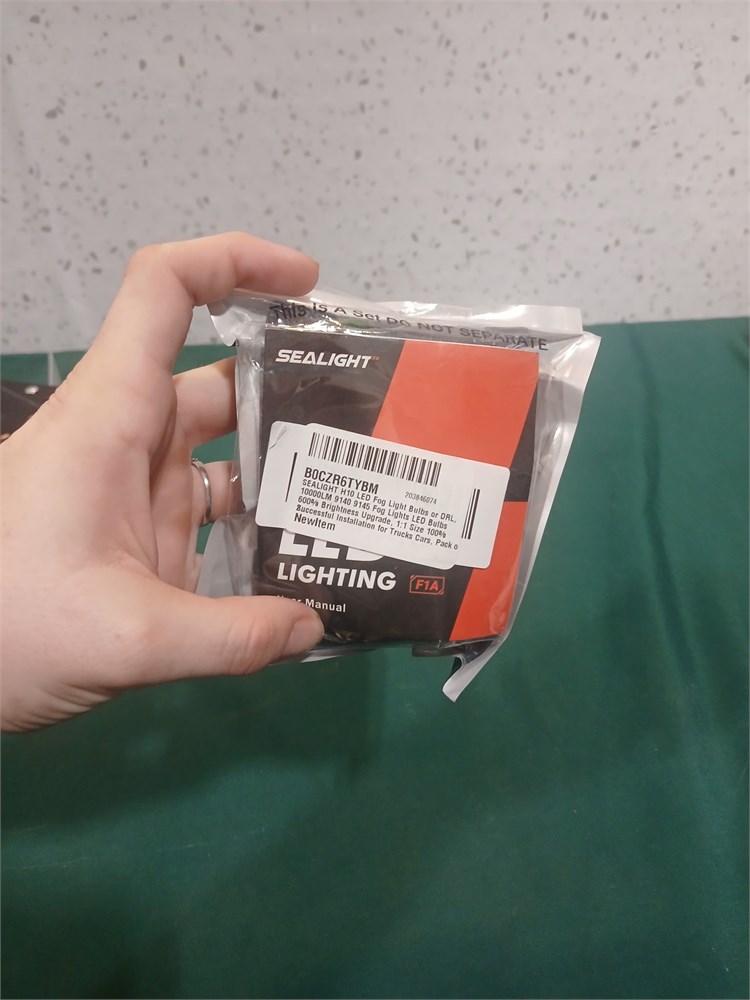 This is A Set DO NOT SEPARATE
SEALIGHT
B0CZR6TYBM
203846074
SEALIGHT H10 LED Fog Light Bulbs or DRL,
10000LM 9140 9145 Fog Lights LED Bulbs
600% Brightness Upgrade, 1:1 Size 100%
Successful Installation for Trucks Cars, Pack o
NewItem
LED
LIGHTING F1A
User Manual